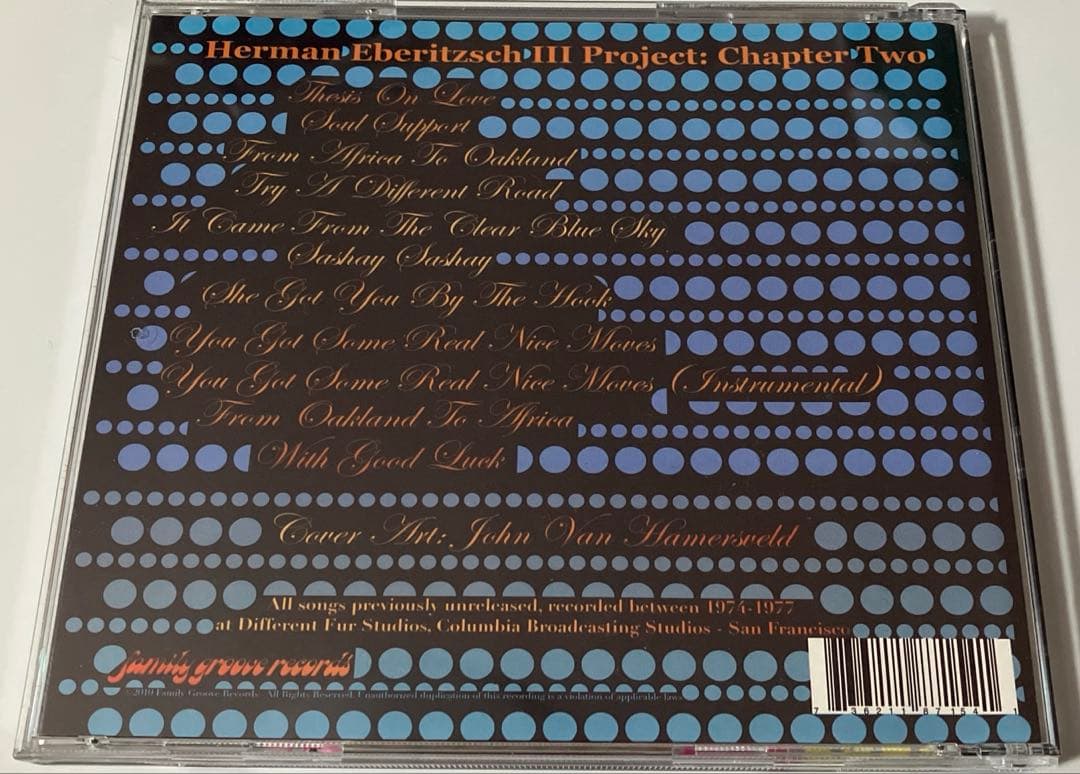 Herman Eberitzsch III Project: Chapter Two
Thesis On Love
Soul Support
From Africa To Oakland
Try A Different Road
It Came From The Clear Blue Sky
Sashay Sashay
She Got You By The Hook
You Got Some Real Nice Moves
You Got Some Real Nice Moves (Instrumental)
From Oakland To Africa
With Good Luck
Cover Art: John Van Hamersveld
All songs previously unreleased, recorded between 1974-1977
at Different Fur Studios, Columbia Broadcasting Studios - San Francisco
family groove records
Family Groove Records. All Rights Reserved. Unauthorized duplication of this recording is a violation of applicable laws
7 36211 87154